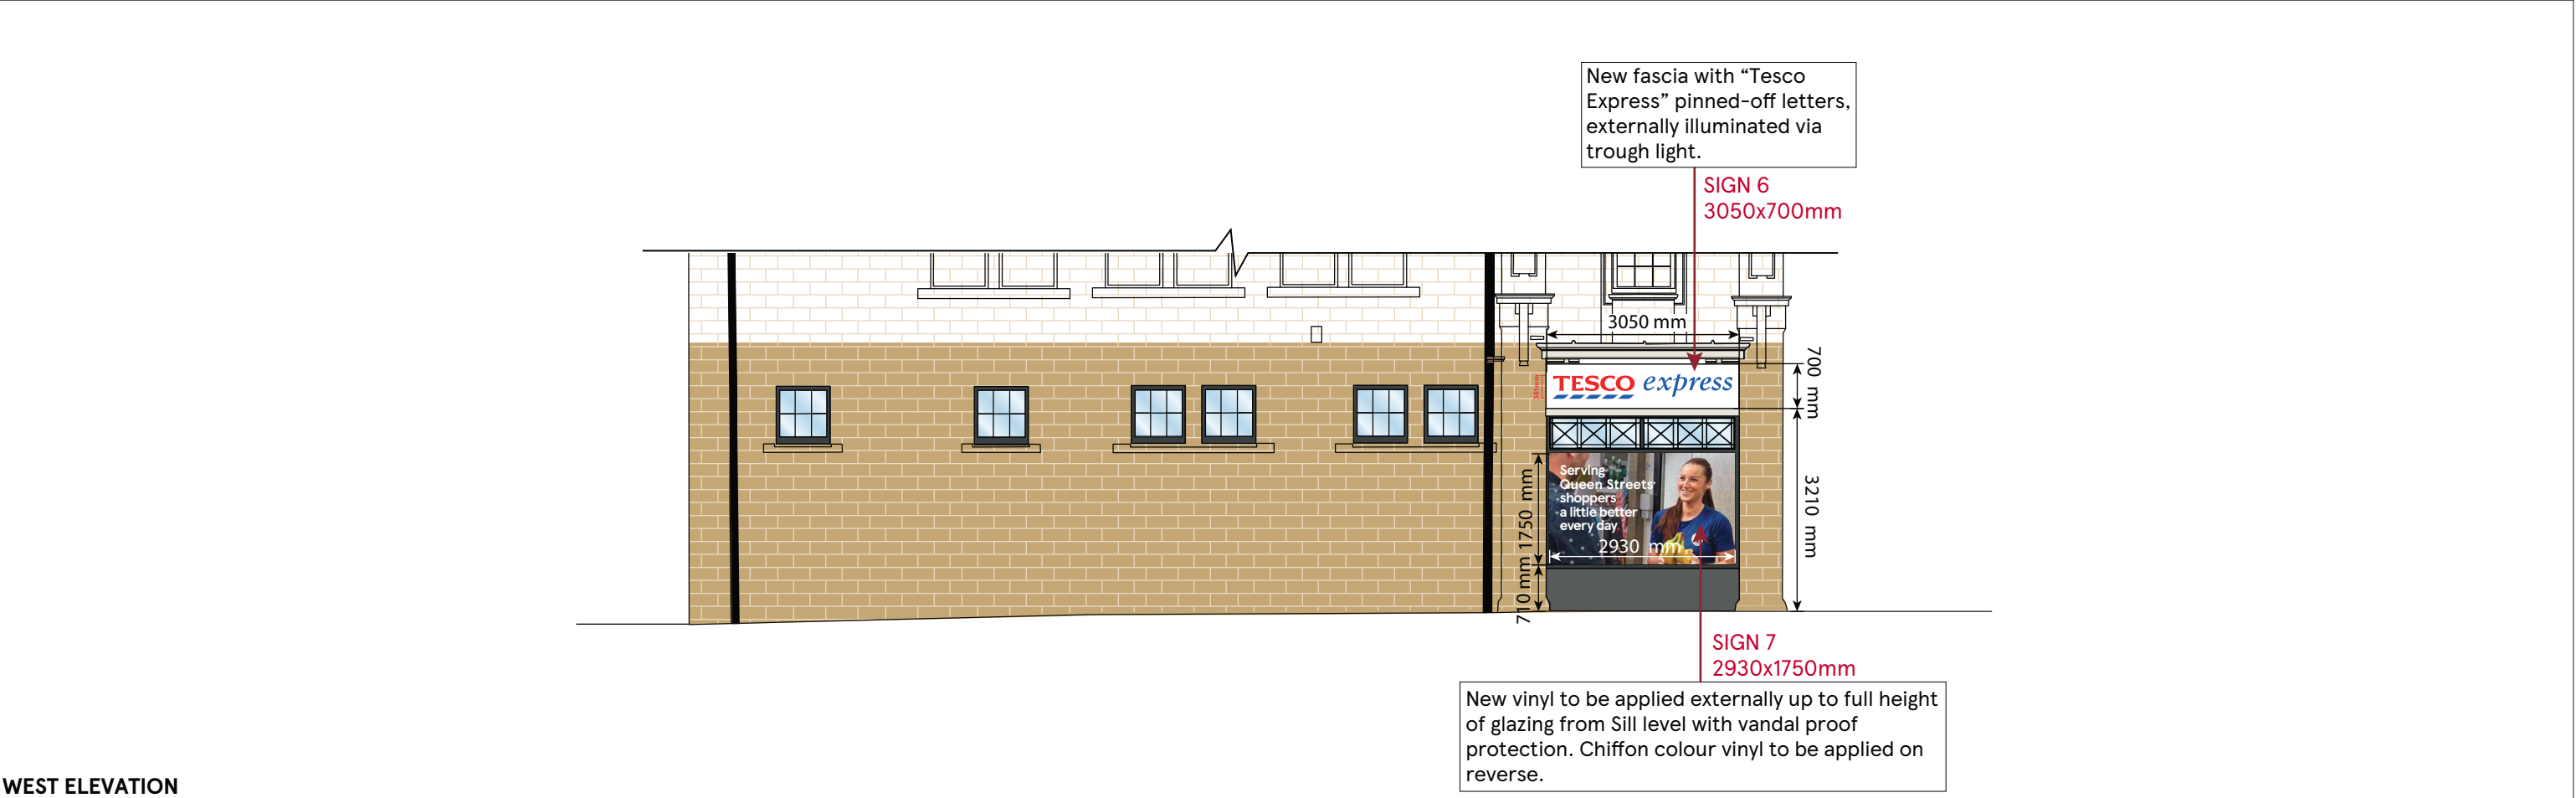 New fascia with “Tesco
Express” pinned-off letters,
externally illuminated via
trough light.
SIGN 6
3050x700mm
3050 mm
700 mm
TESCO express
3210 mm
Serving
Queen Streets'
shoppers
a little better
every day
1750 mm
2930 mm
710 mm
SIGN 7
2930x1750mm
New vinyl to be applied externally up to full height
of glazing from Sill level with vandal proof
protection. Chiffon colour vinyl to be applied on
reverse.
WEST ELEVATION